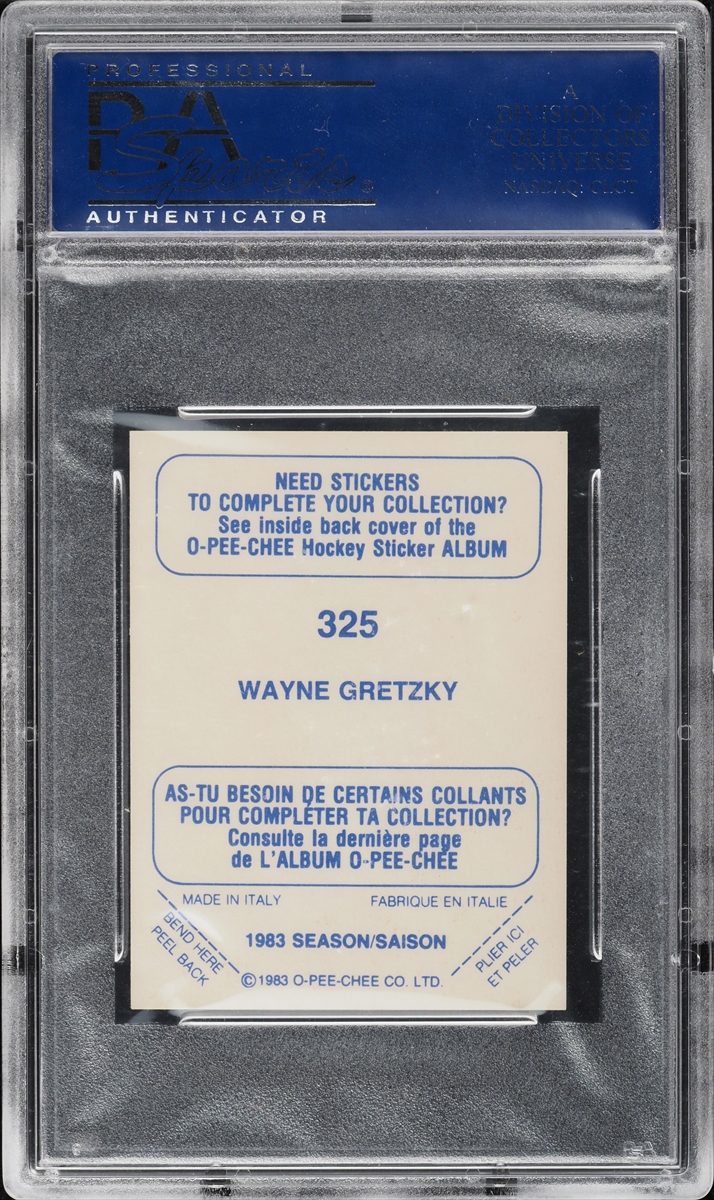 PROFESSIONAL
PSA
AUTHENTICATOR
A
DIVISION OF
COLLECTORS
UNIVERSE
NASDAQ: CLCT
NEED STICKERS
TO COMPLETE YOUR COLLECTION?
See inside back cover of the
O-PEE-CHEE Hockey Sticker ALBUM
325
WAYNE GRETZKY
AS-TU BESOIN DE CERTAINS COLLANTS
POUR COMPLÉTER TA COLLECTION?
Consulte la dernière page
de L'ALBUM O-PEE-CHEE
MADE IN ITALY FABRIQUE EN ITALIE
BEND HERE
PEEL BACK
1983 SEASON/SAISON
PLIER ICI
ET PELER
©1983 O-PEE-CHEE CO. LTD.